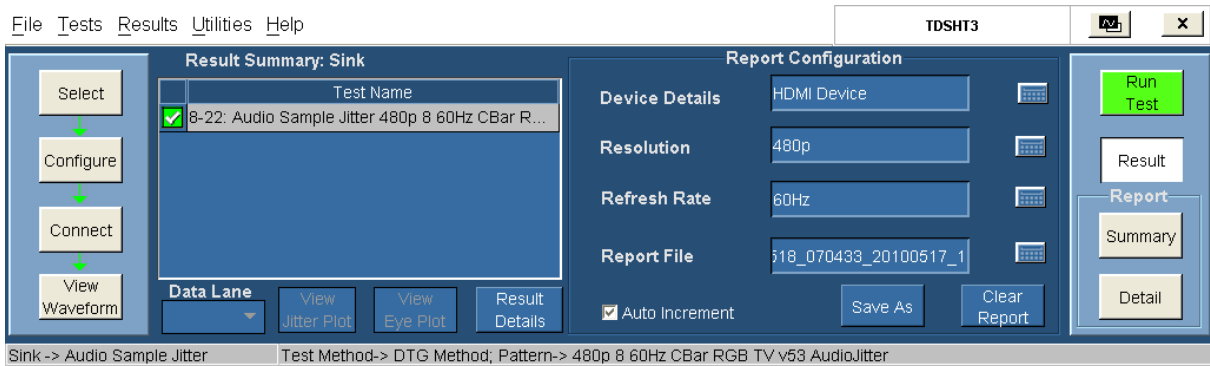 File Tests Results Utilities Help
TDSHT3
x
Select
Configure
Connect
View
Waveform
Result Summary: Sink
Test Name
8-22: Audio Sample Jitter 480p 8 60Hz CBar R...
Data Lane
View
Jitter Plot
View
Eye Plot
Result
Details
Report Configuration
Device Details
HDMI Device
Resolution
480p
Refresh Rate
60Hz
Report File
518_070433_20100517_1
Auto Increment
Save As
Clear
Report
Run
Test
Result
Report
Summary
Detail
Sink -> Audio Sample Jitter
Test Method-> DTG Method; Pattern-> 480p 8 60Hz CBar RGB TV v53 AudioJitter